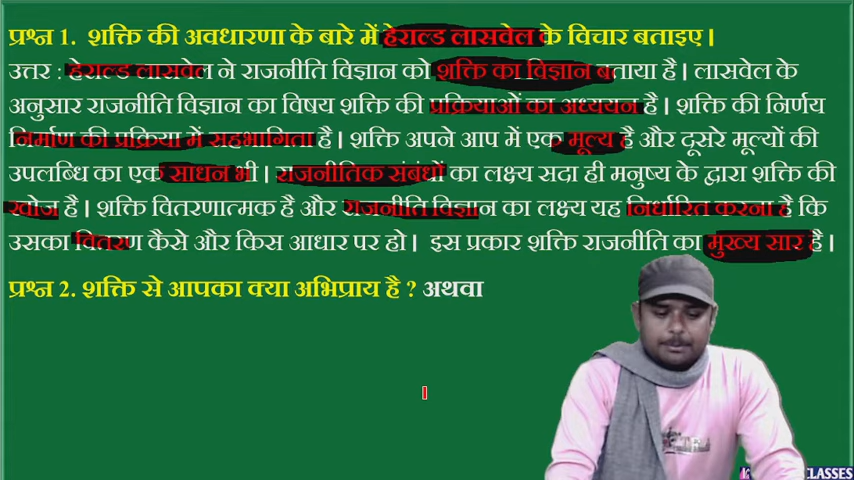 प्रश्न 1. शक्ति की अवधारणा के बारे में हेराल्ड लासवेल के विचार बताइए।
उत्तर : हेराल्ड लासवेल ने राजनीति विज्ञान को शक्ति का विज्ञान बताया है। लासवेल के
अनुसार राजनीति विज्ञान का विषय शक्ति की प्रक्रियाओं का अध्ययन है। शक्ति की निर्णय
निर्माण की प्रक्रिया में सहभागिता है। शक्ति अपने आप में एक मूल्य है और दूसरे मूल्यों की
उपलब्धि का एक साधन भी। राजनीतिक संबंधों का लक्ष्य सदा ही मनुष्य के द्वारा शक्ति की
खोज है। शक्ति वितरणात्मक है और राजनीति विज्ञान का लक्ष्य यह निर्धारित करना है कि
उसका वितरण कैसे और किस आधार पर हो। इस प्रकार शक्ति राजनीति का मुख्य सार है।
प्रश्न 2. शक्ति से आपका क्या अभिप्राय है ? अथवा
CLASSES